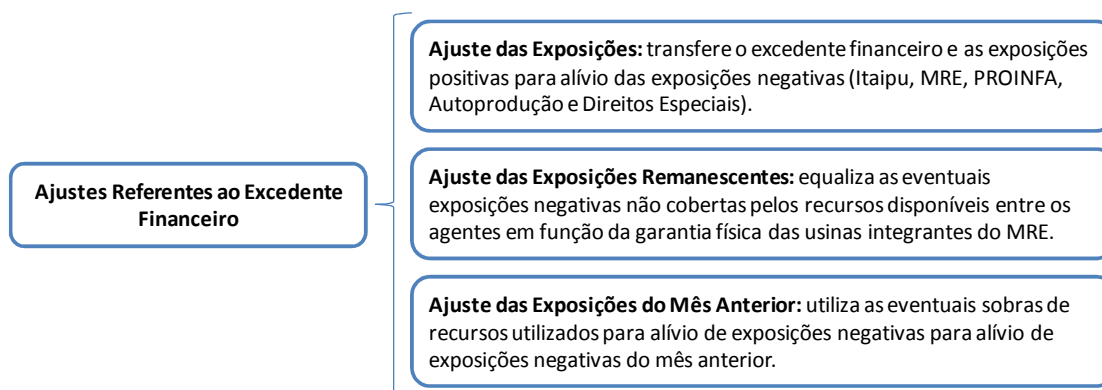 Ajuste das Exposições: transfere o excedente financeiro e as exposições
positivas para alívio das exposições negativas (Itaipu, MRE, PROINFA,
Autoprodução e Direitos Especiais).
Ajustes Referentes ao Excedente
Financeiro
Ajuste das Exposições Remanescentes: equaliza as eventuais
exposições negativas não cobertas pelos recursos disponíveis entre os
agentes em função da garantia física das usinas integrantes do MRE.
Ajuste das Exposições do Mês Anterior: utiliza as eventuais sobras de
recursos utilizados para alívio de exposições negativas para alívio de
exposições negativas do mês anterior.